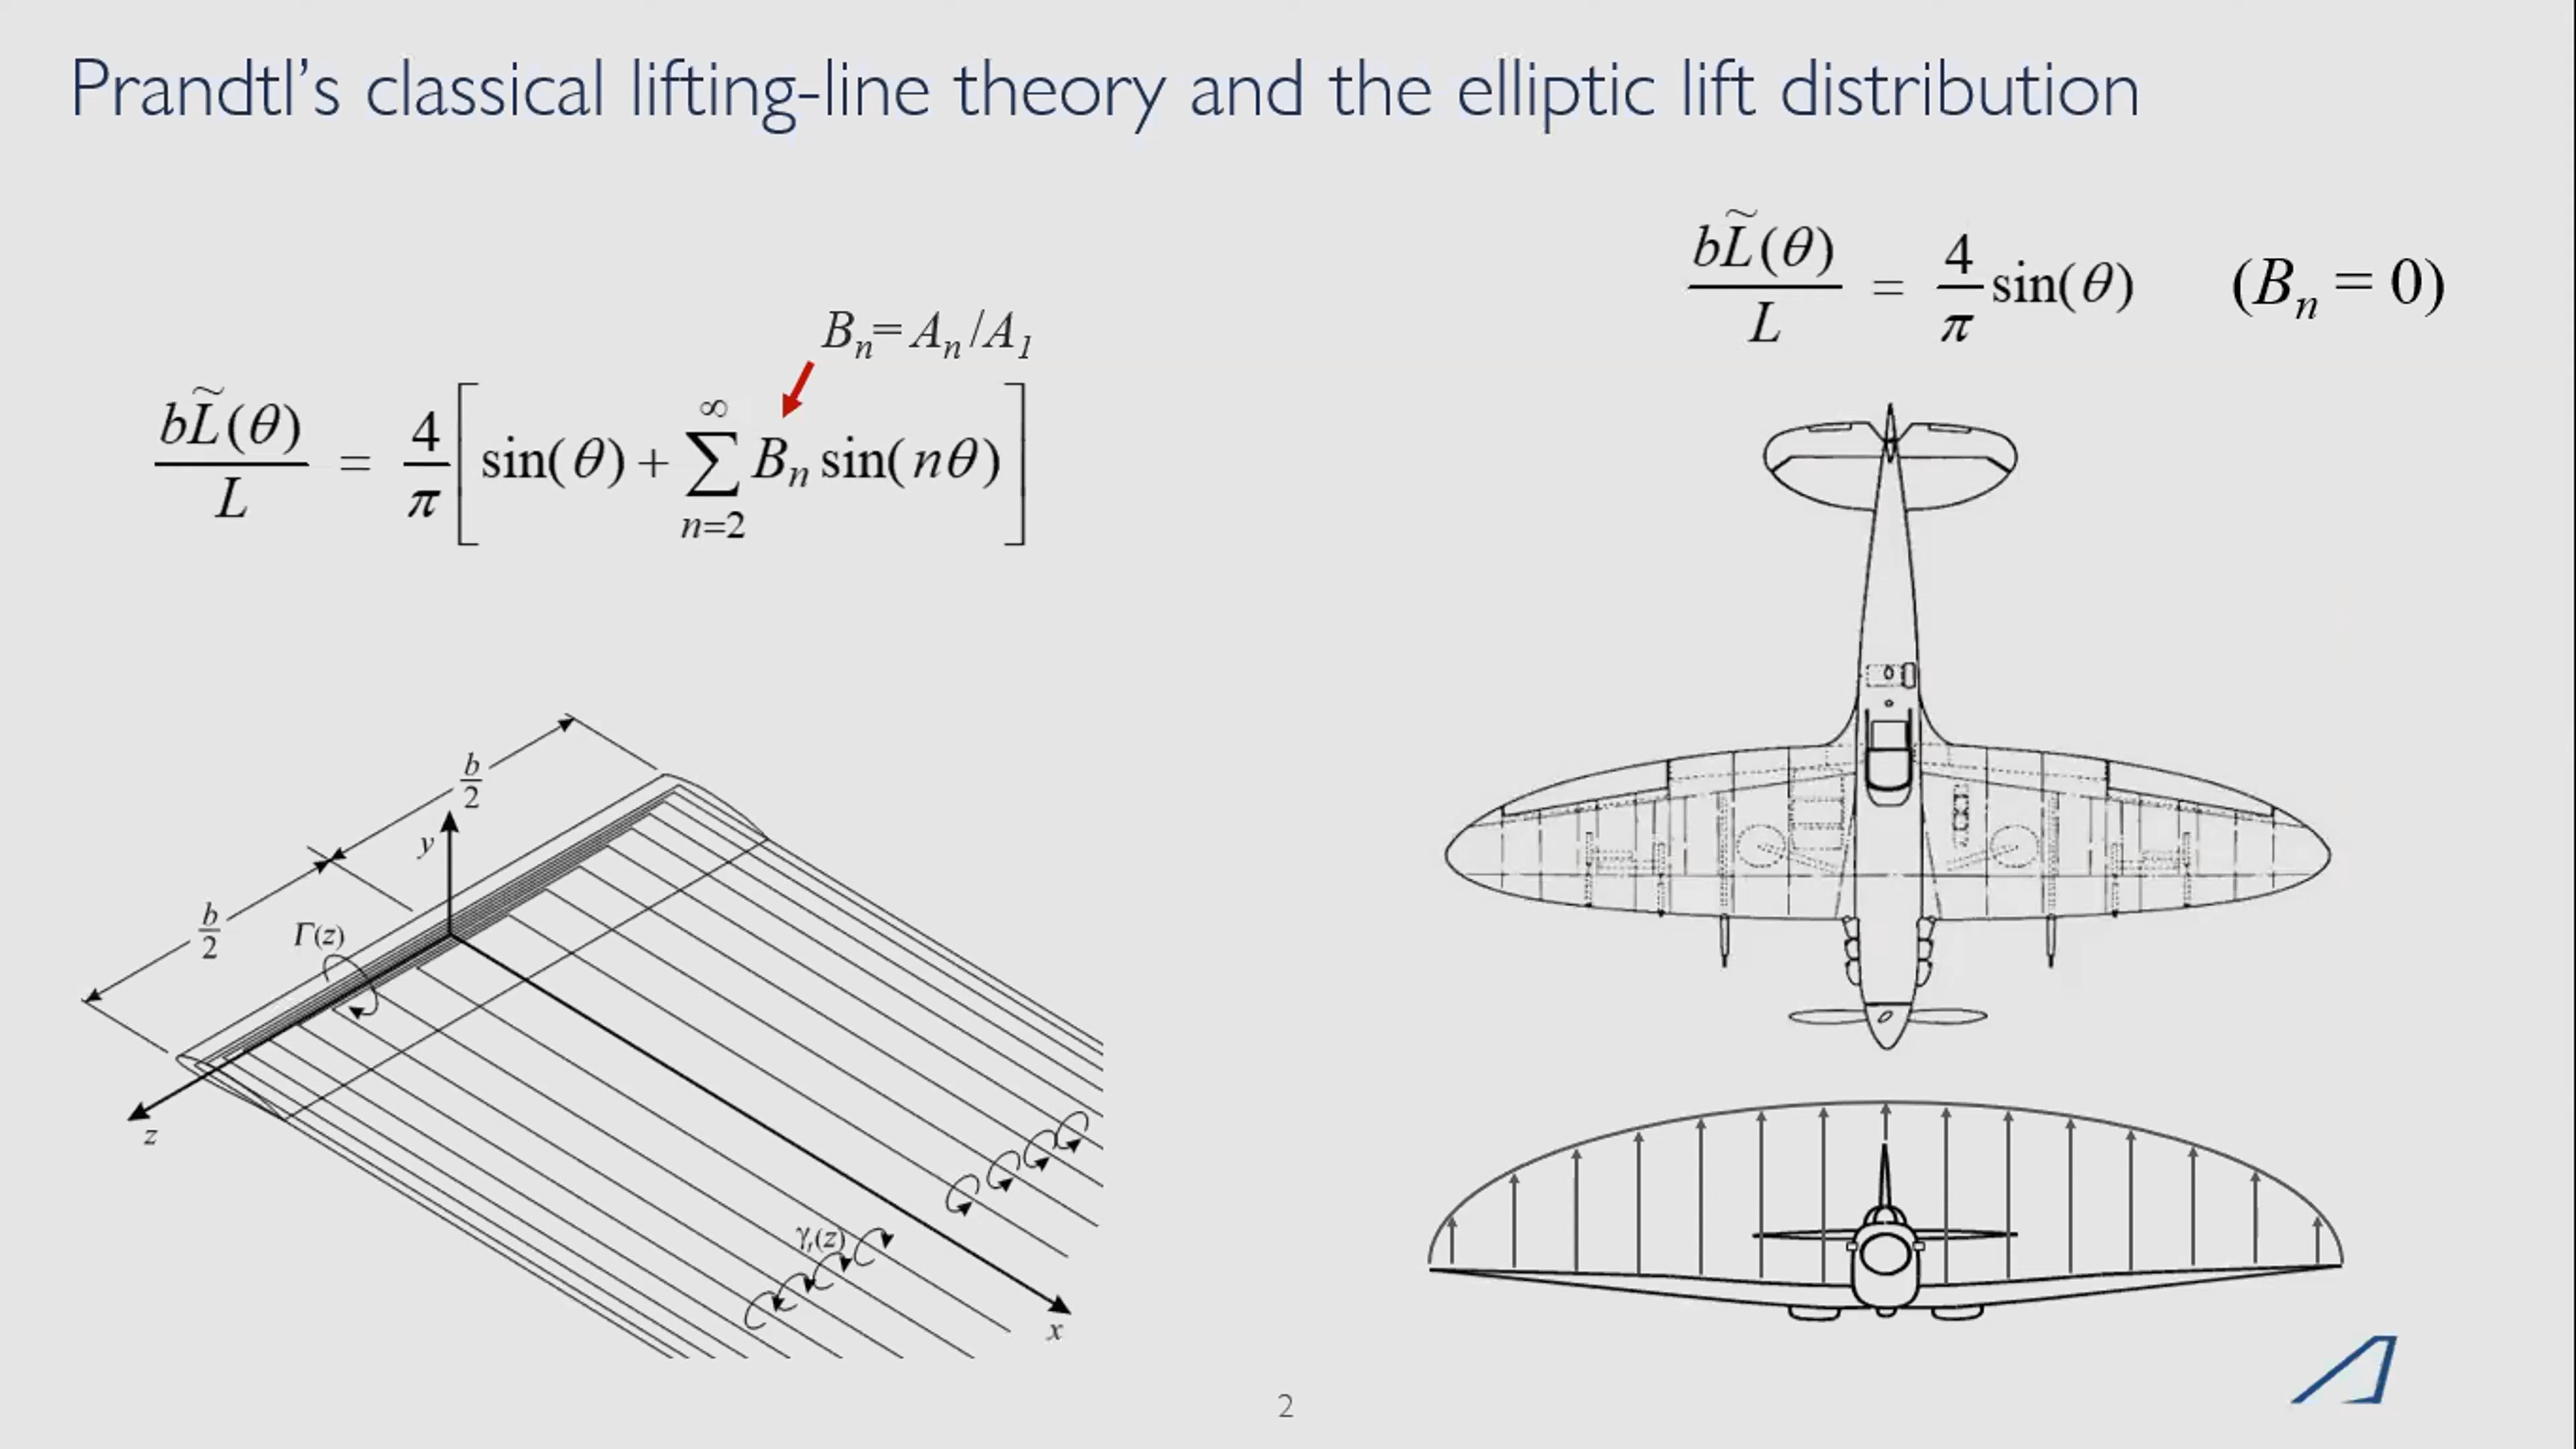 Prandtl's classical lifting-line theory and the elliptic lift distribution
bL̃(θ)/L = 4/π sin(θ) (Bₙ = 0)
Bₙ= Aₙ/A₁
bL̃(θ)/L = 4/π [sin(θ) + ∑_{n=2}^{∞} Bₙ sin(nθ)]
b/2
y
b/2
Γ(z)
z
γₜ(z)
x
2